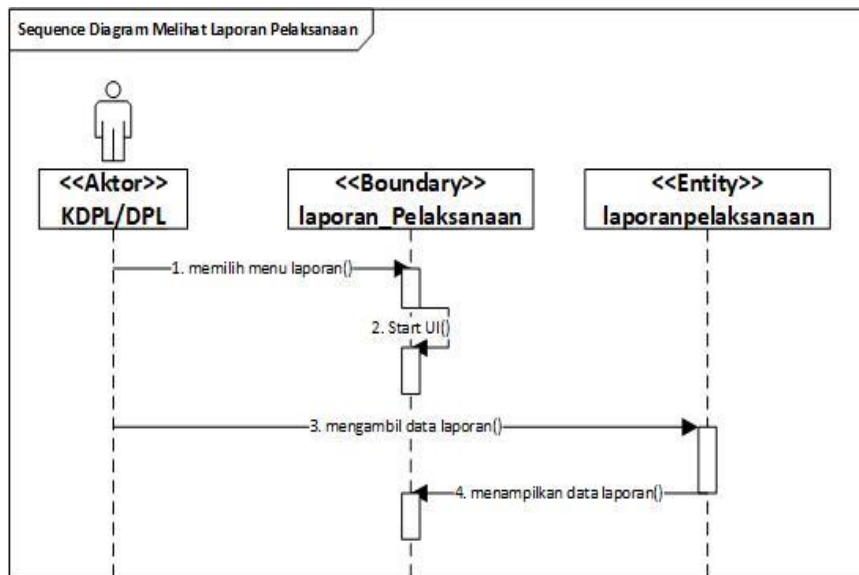 Sequence Diagram Melihat Laporan Pelaksanaan
<<Aktor>>
KDPL/DPL
<<Boundary>>
laporan_Pelaksanaan
<<Entity>>
laporanpelaksanaan
1. memilih menu laporan()
2. Start UI()
3. mengambil data laporan()
4. menampilkan data laporan()